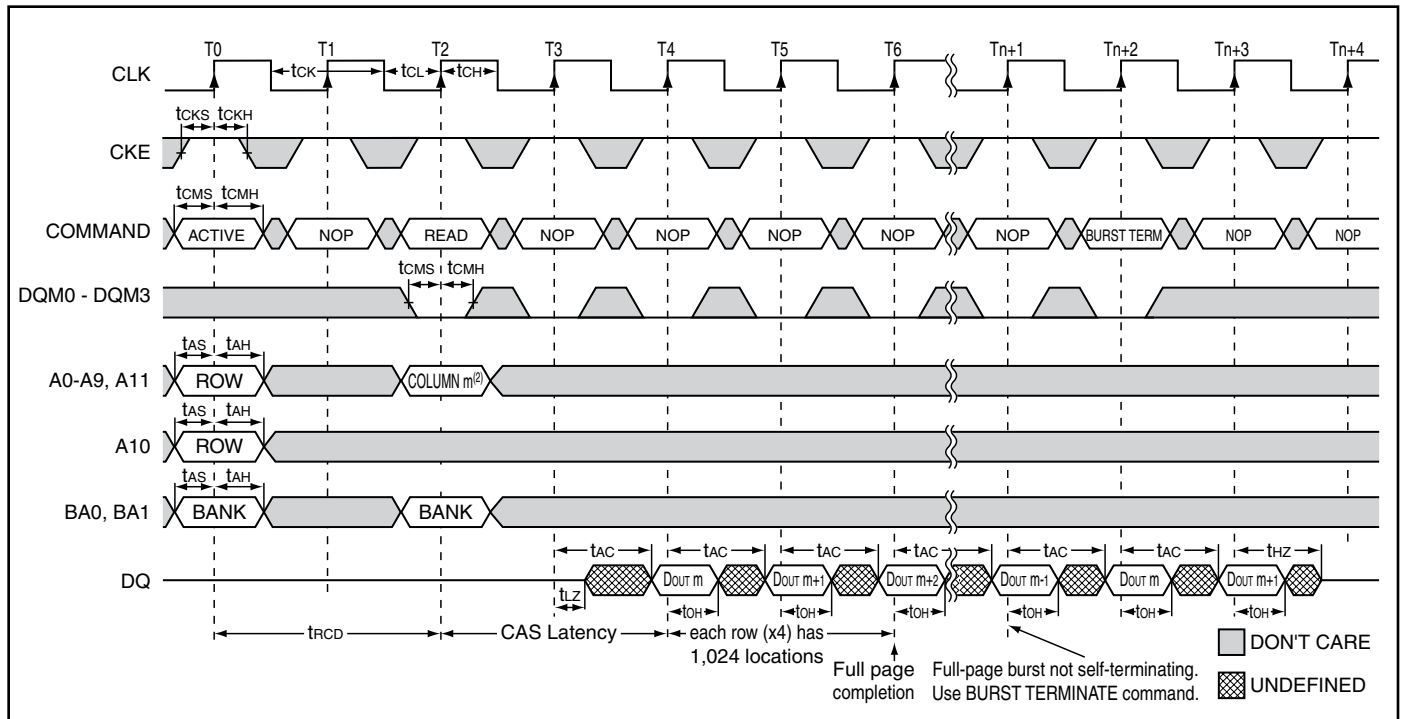 T0 T1 T2 T3 T4 T5 T6 Tn+1 Tn+2 Tn+3 Tn+4
CLK
tCK tCL tCH
tCKS tCKH
CKE
tCMS tCMH
COMMAND
ACTIVE NOP READ NOP NOP NOP NOP NOP BURST TERM NOP NOP
tCMS tCMH
DQM0 - DQM3
tAS tAH
A0-A9, A11
ROW COLUMN m(2)
tAS tAH
A10
ROW
tAS tAH
BA0, BA1
BANK BANK
tAC tAC tAC tAC tAC tAC tHZ
DQ
DOUT m DOUT m+1 DOUT m+2 DOUT m-1 DOUT m DOUT m+1
tLZ tOH tOH tOH tOH tOH tOH
tRCD CAS Latency each row (x4) has
1,024 locations
Full page
completion
Full-page burst not self-terminating.
Use BURST TERMINATE command.
DON'T CARE
UNDEFINED